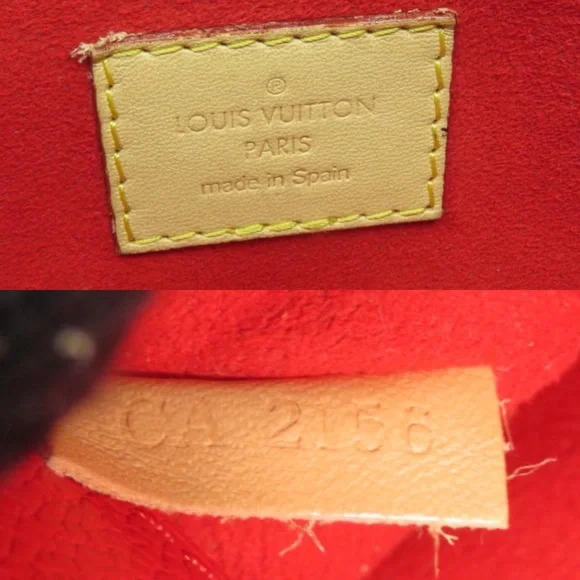 ®
LOUIS VUITTON
PARIS
made in Spain
CA 2156